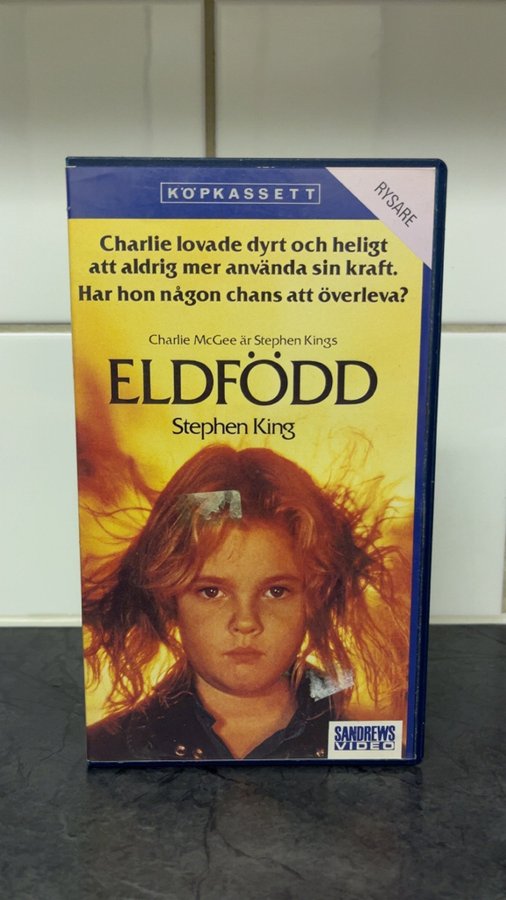 KÖPKASSETT
RYSARE
Charlie lovade dyrt och heligt
att aldrig mer använda sin kraft.
Har hon någon chans att överleva?
Charlie McGee är Stephen Kings
ELDFÖDD
Stephen King
SANDREWS
VIDEO